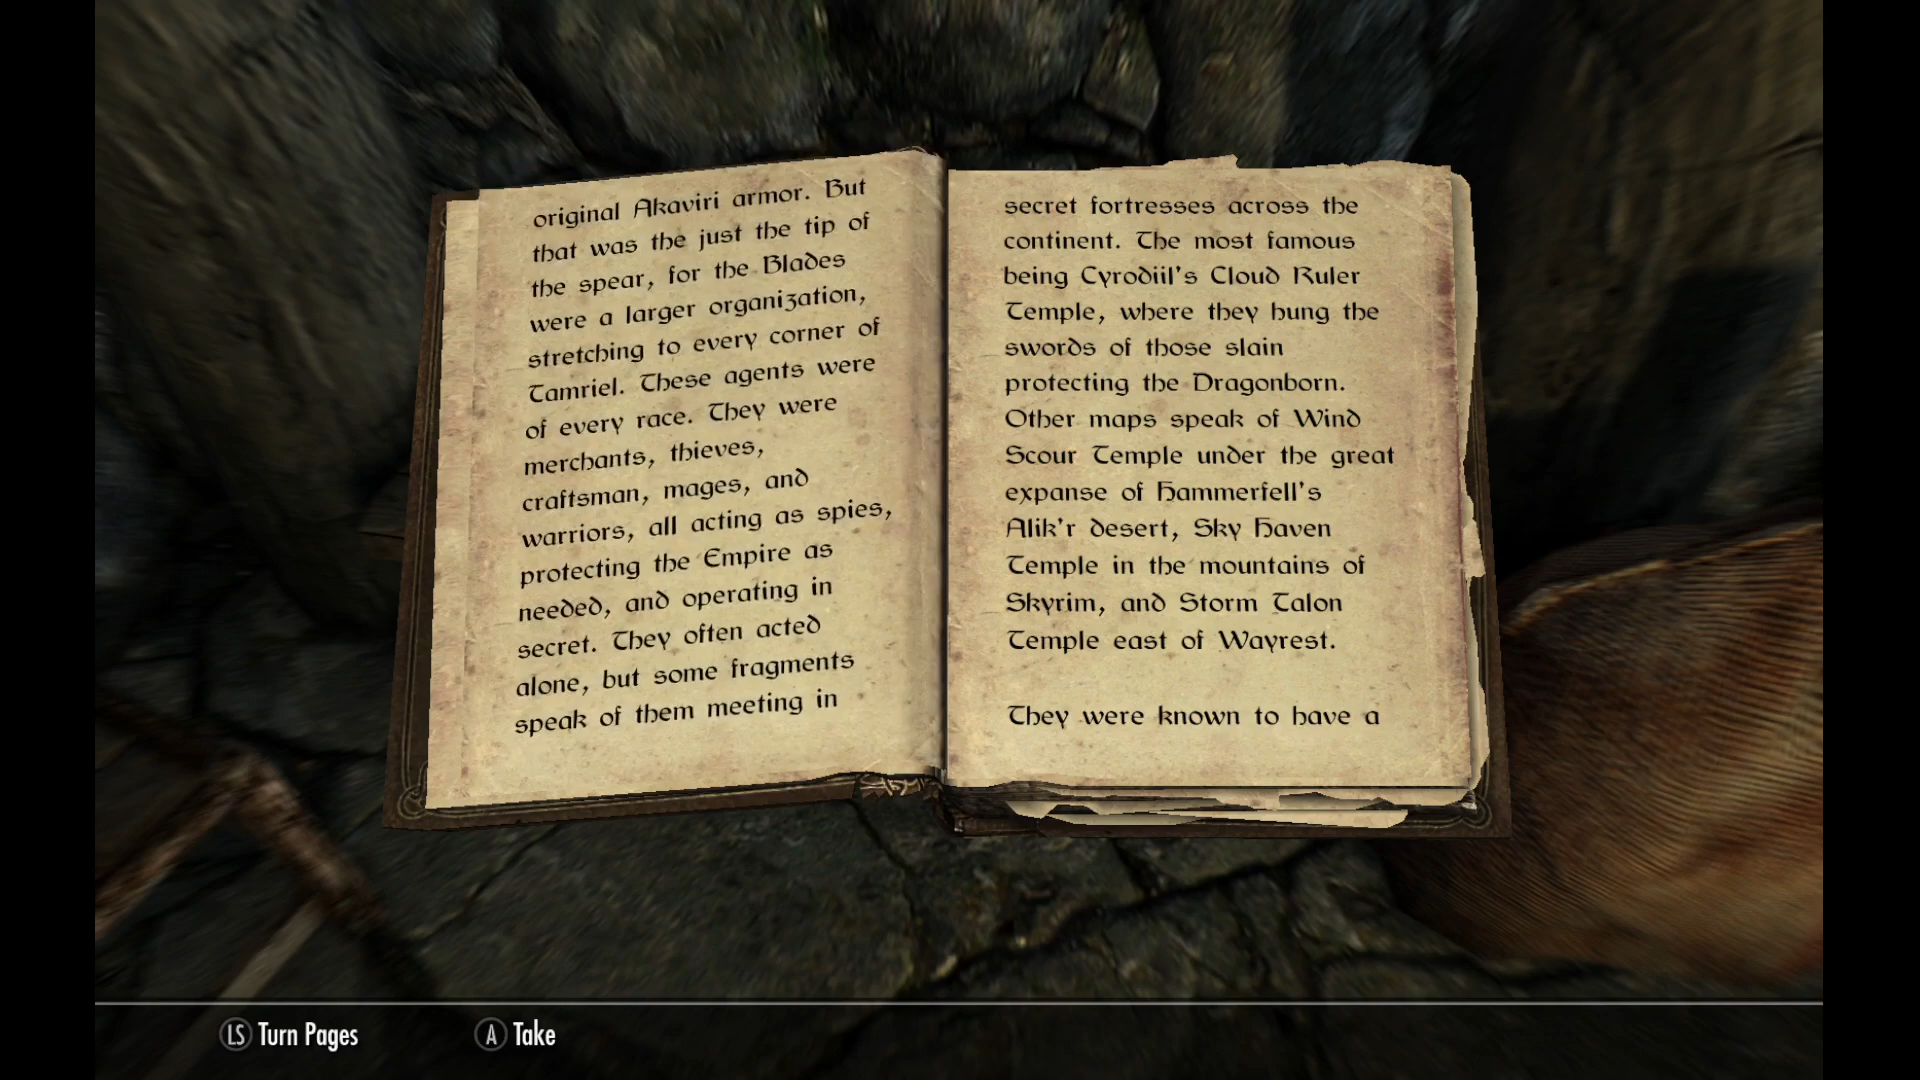 original Akaviri armor. But
that was the just the tip of
the spear, for the Blades
were a larger organization,
stretching to every corner of
Tamriel. These agents were
of every race. They were
merchants, thieves,
craftsman, mages, and
warriors, all acting as spies,
protecting the Empire as
needed, and operating in
secret. They often acted
alone, but some fragments
speak of them meeting in
secret fortresses across the
continent. The most famous
being Cyrodiil's Cloud Ruler
Temple, where they hung the
swords of those slain
protecting the Dragonborn.
Other maps speak of Wind
Scour Temple under the great
expanse of Hammerfell's
Alik'r desert, Sky Haven
Temple in the mountains of
Skyrim, and Storm Talon
Temple east of Wayrest.
They were known to have a
LS Turn Pages
A Take